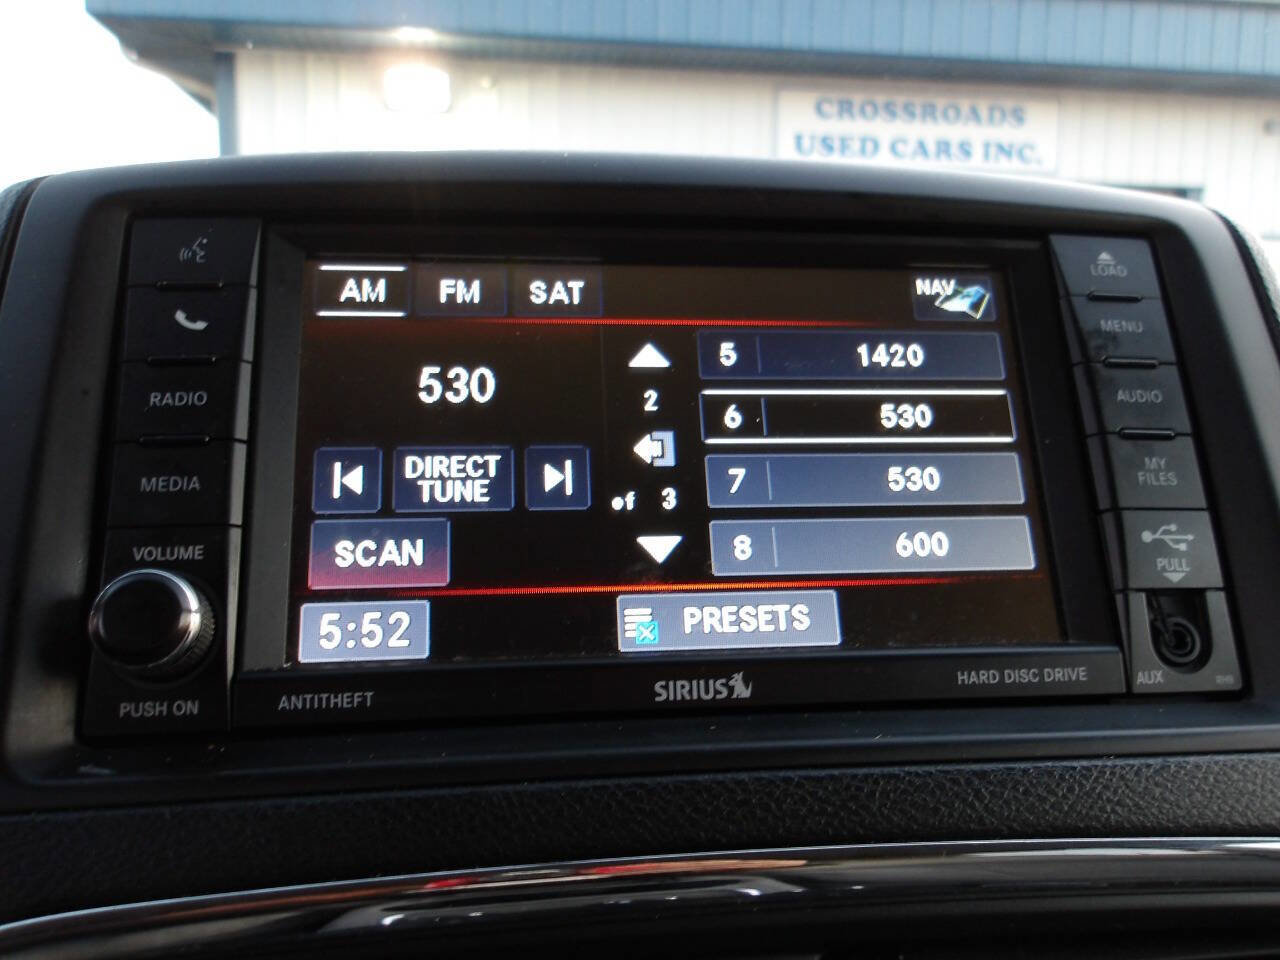 CROSSROADS
USED CARS INC.
AM FM SAT NAV
530
2
of 3
5 1420
6 530
7 530
8 600
DIRECT
TUNE
SCAN
5:52
PRESETS
RADIO
MEDIA
VOLUME
PUSH ON
ANTITHEFT
SIRIUS
HARD DISC DRIVE
LOAD
MENU
AUDIO
MY
FILES
PULL
AUX